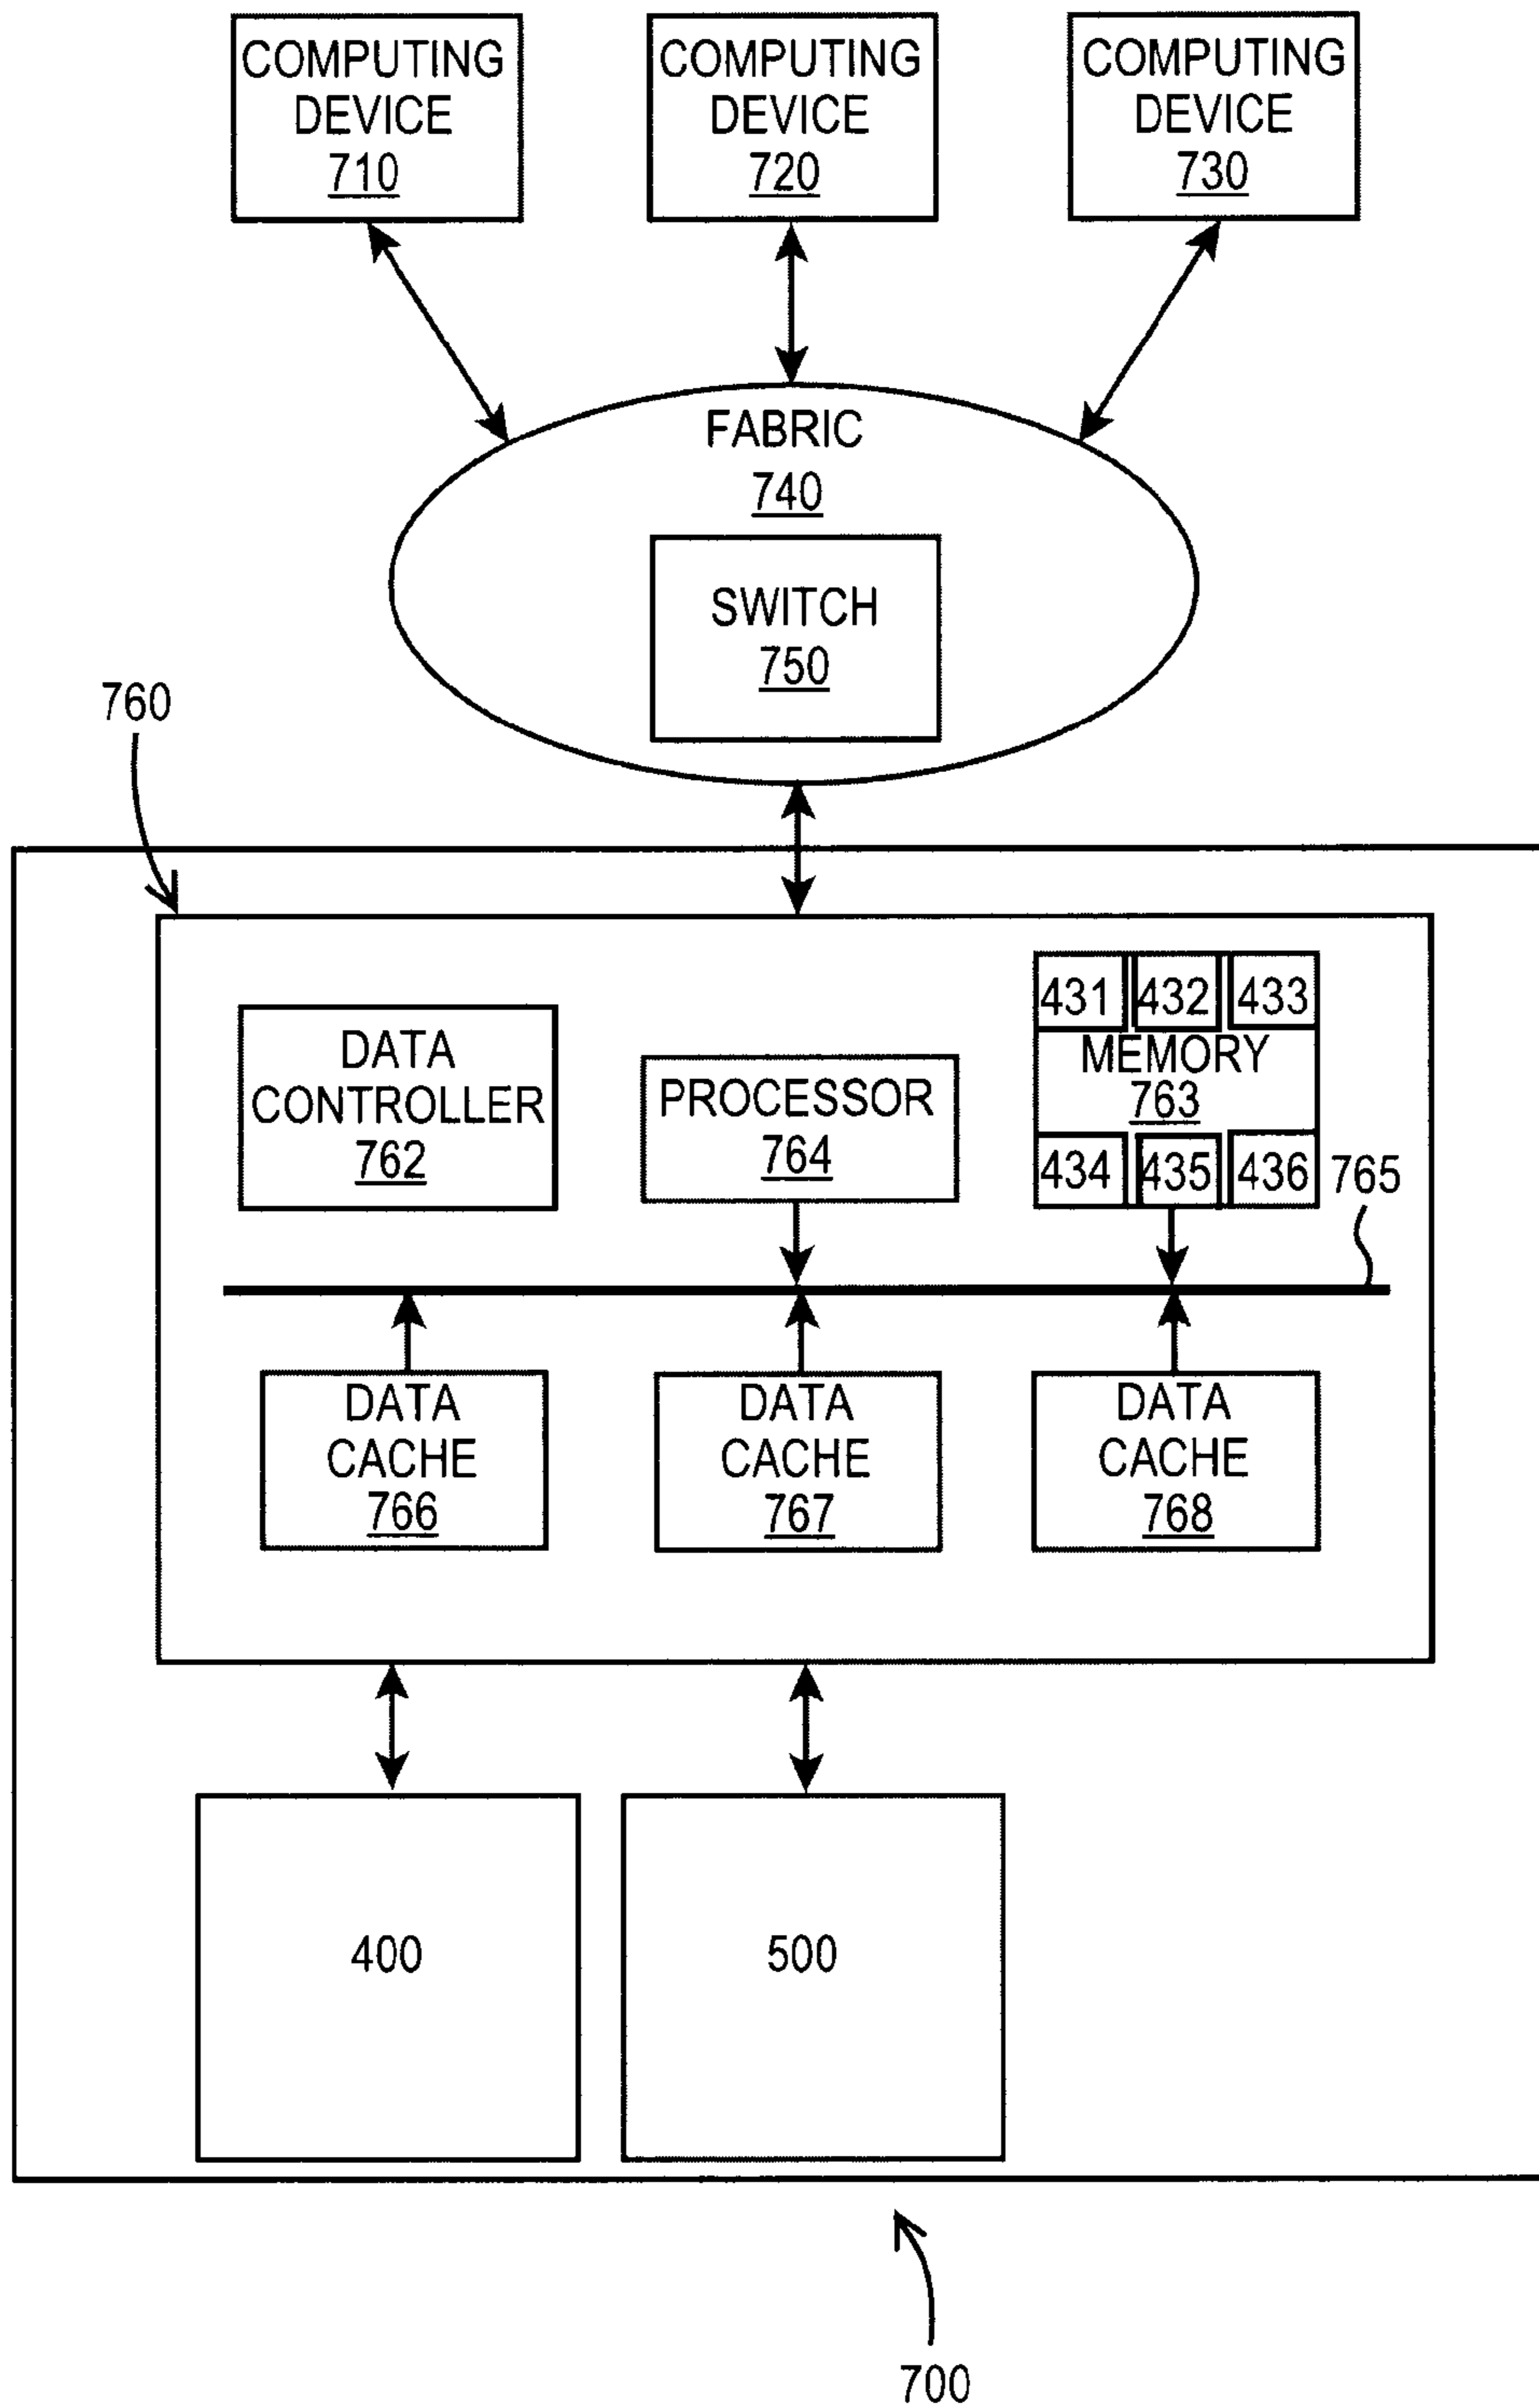 COMPUTING
DEVICE
710
COMPUTING
DEVICE
720
COMPUTING
DEVICE
730
FABRIC
740
SWITCH
750
760
431 432 433
MEMORY
763
434 435 436
DATA
CONTROLLER
762
PROCESSOR
764
765
DATA
CACHE
766
DATA
CACHE
767
DATA
CACHE
768
400
500
700